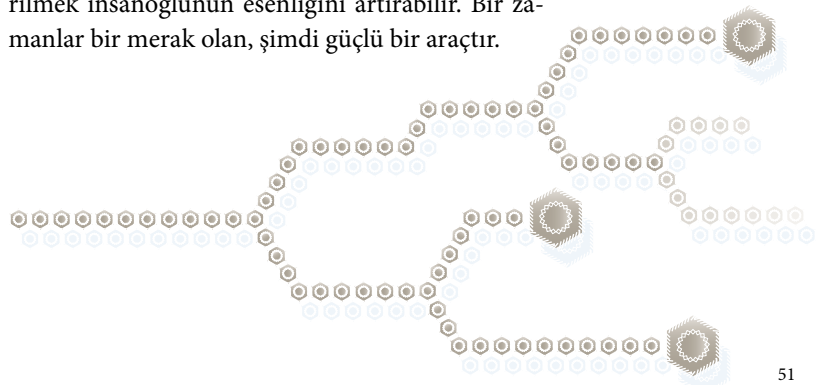 rilmek insanoğlunun esenliğini artırabilir. Bir za-
manlar bir merak olan, şimdi güçlü bir araçtır.
51